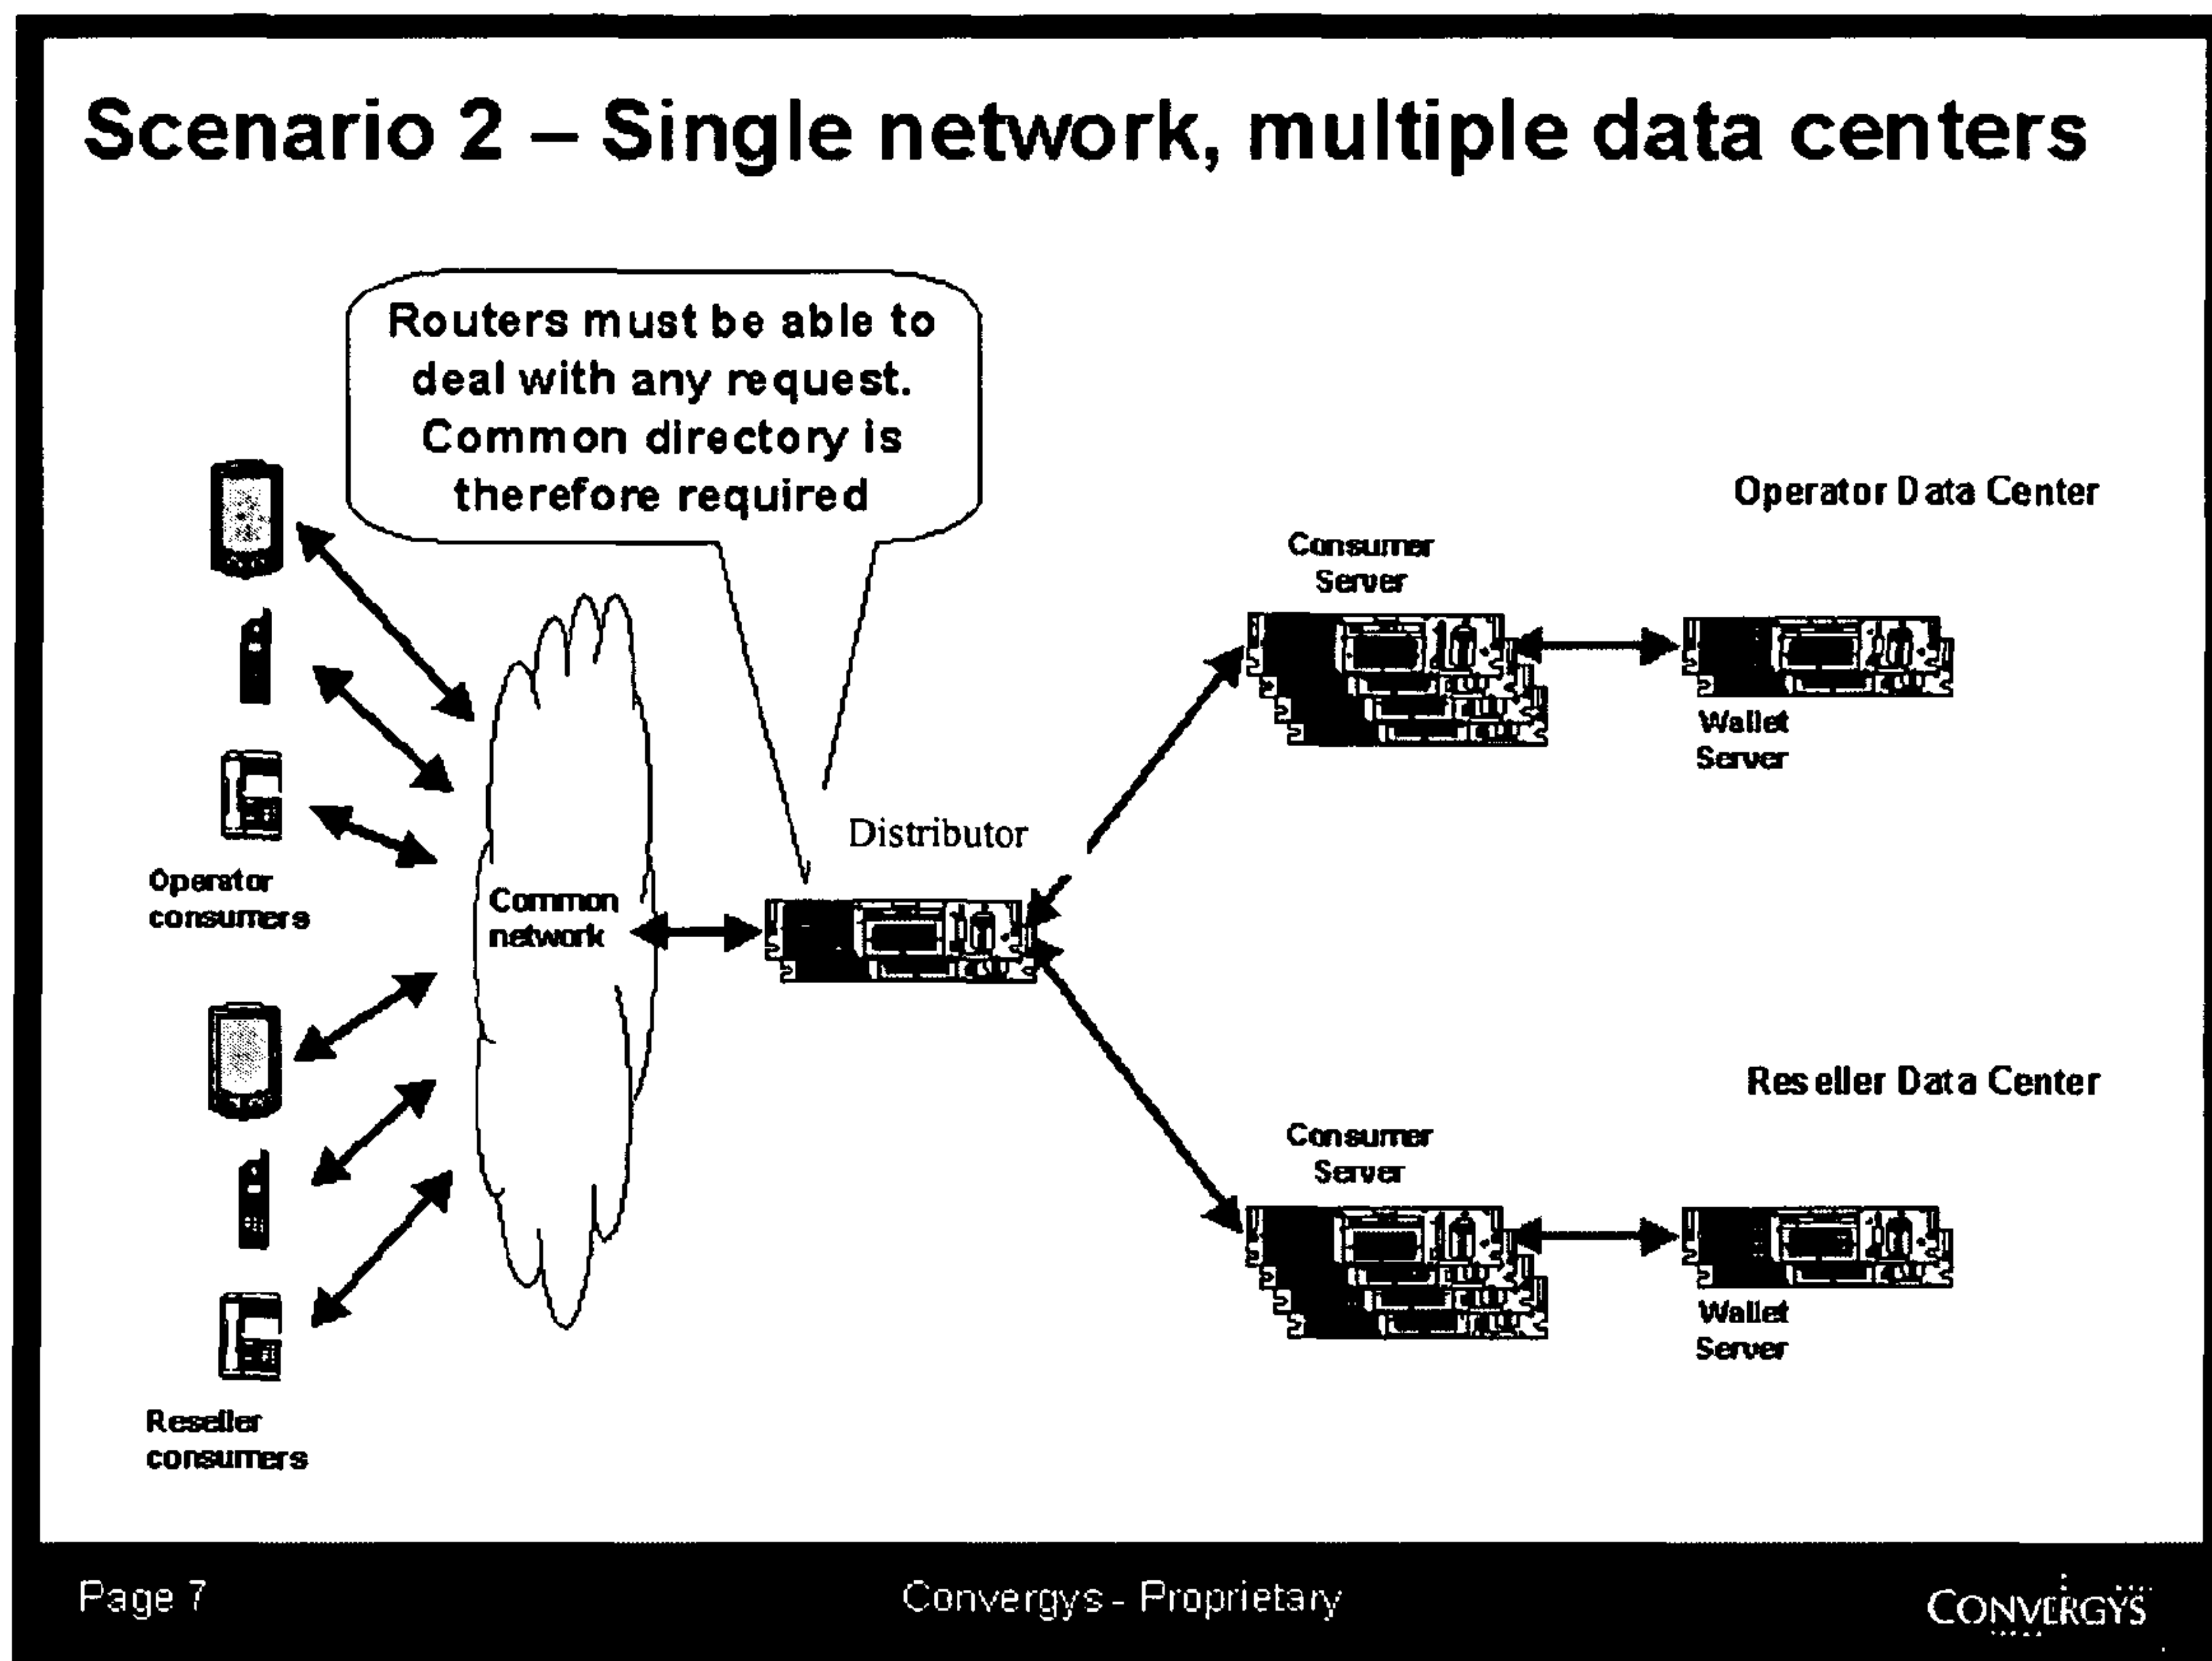 Scenario 2 – Single network, multiple data centers
Routers must be able to
deal with any request.
Common directory is
therefore required
Operator Data Center
Consumer
Server
Wallet
Server
Distributor
Operator
consumers
Common
network
Reseller Data Center
Consumer
Server
Wallet
Server
Reseller
consumers
Page 7
Convergys - Proprietary
CONVERGYS